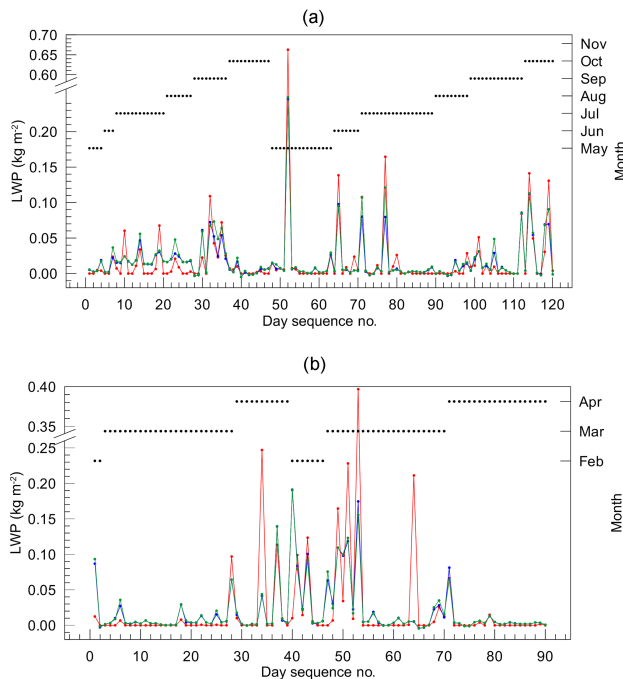 (a)
0.70
0.65
0.60
0.20
0.15
0.10
0.05
0.00
LWP (kg m-2)
Nov
Oct
Sep
Aug
Jul
Jun
May
Month
0 10 20 30 40 50 60 70 80 90 100 110 120
Day sequence no.
(b)
0.40
0.35
0.25
0.20
0.15
0.10
0.05
0.00
LWP (kg m-2)
Apr
Mar
Feb
Month
0 10 20 30 40 50 60 70 80 90
Day sequence no.